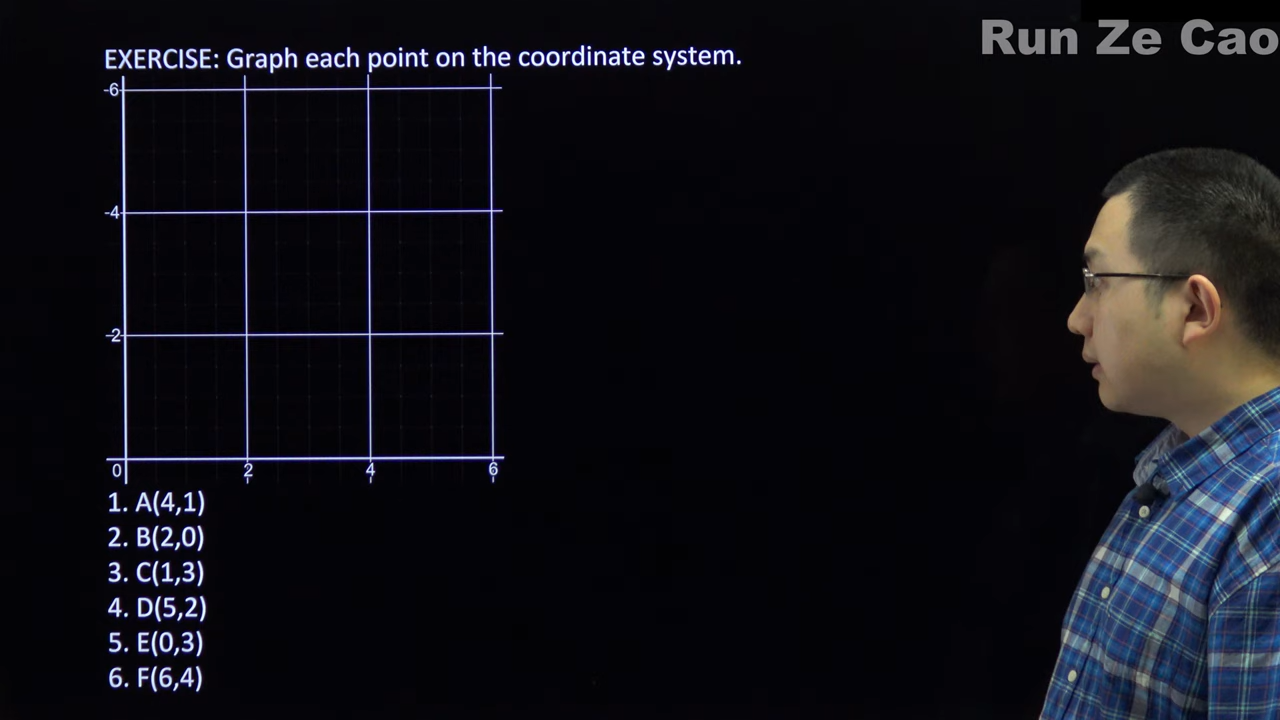 Run Ze Cao
EXERCISE: Graph each point on the coordinate system.
-6
-4
-2
0 2 4 6
1. A(4,1)
2. B(2,0)
3. C(1,3)
4. D(5,2)
5. E(0,3)
6. F(6,4)